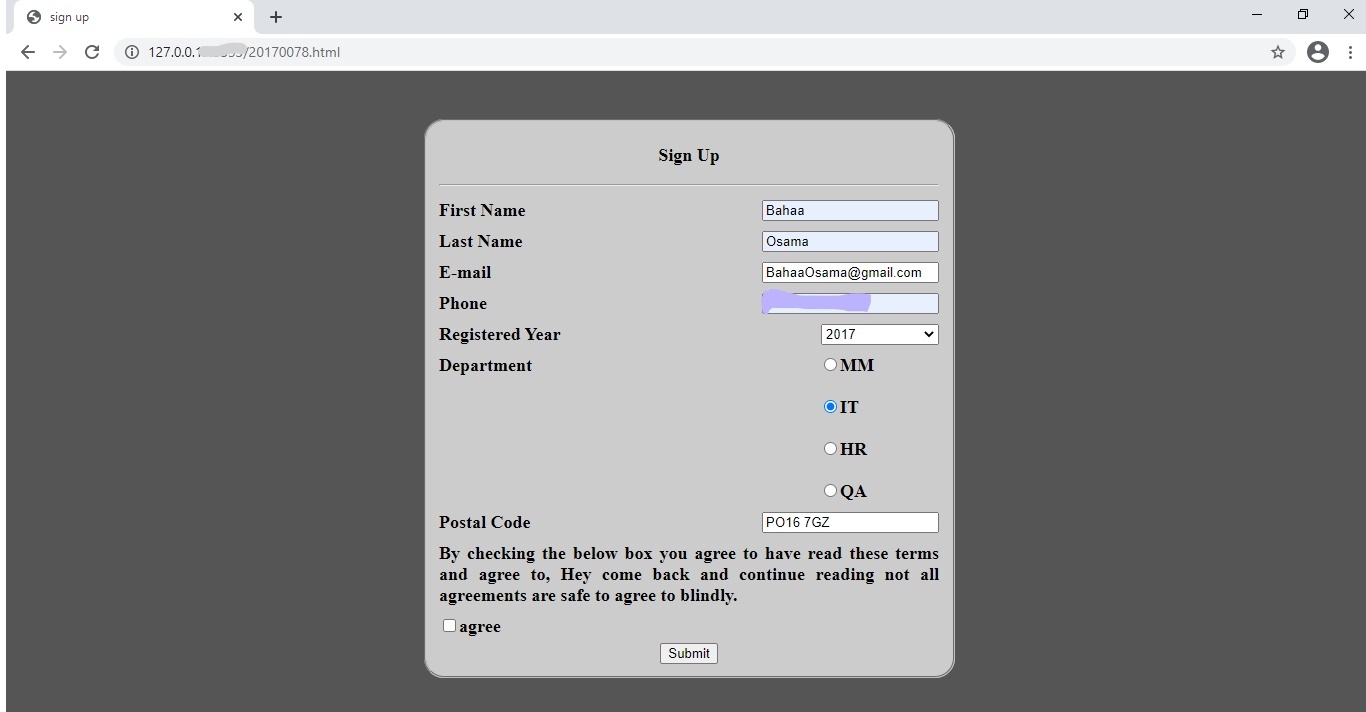 sign up
127.0.0.1 /20170078.html
Sign Up
First Name Bahaa
Last Name Osama
E-mail BahaaOsama@gmail.com
Phone
Registered Year 2017
Department MM
IT
HR
QA
Postal Code PO16 7GZ
By checking the below box you agree to have read these terms
and agree to, Hey come back and continue reading not all
agreements are safe to agree to blindly.
agree
Submit